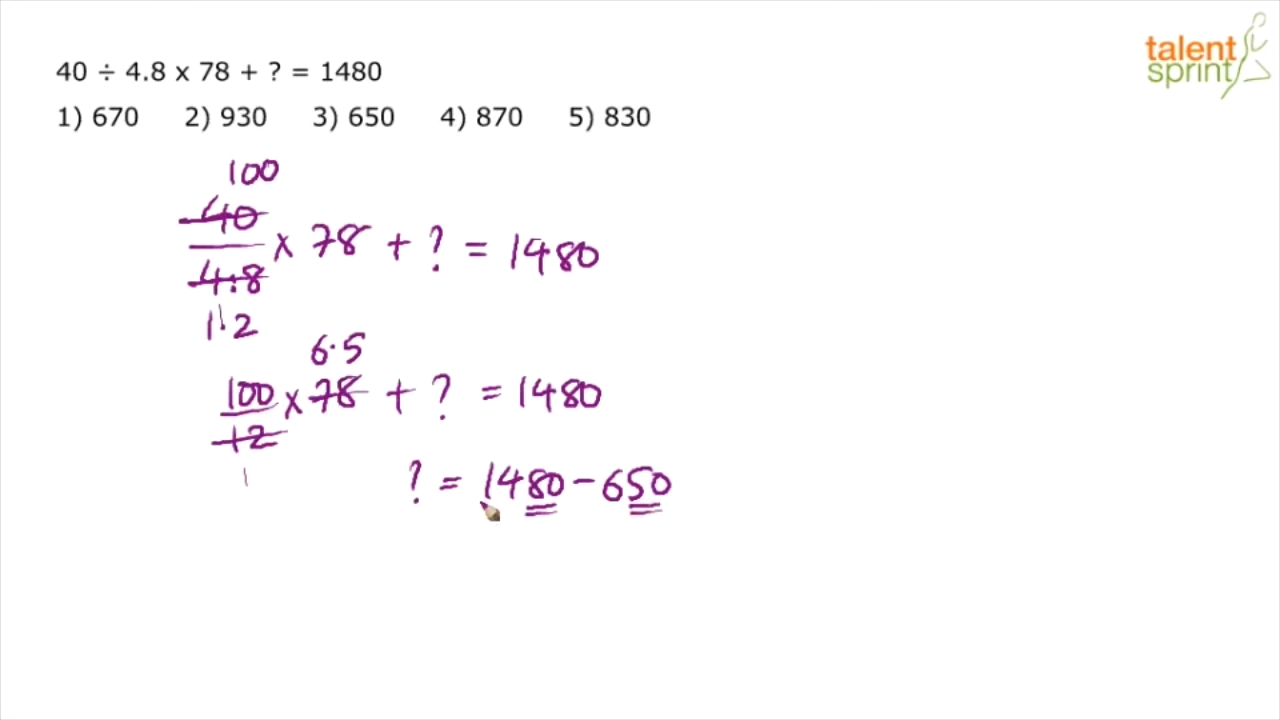 talent
sprint
40 ÷ 4.8 x 78 + ? = 1480
1) 670 2) 930 3) 650 4) 870 5) 830
100
40
× 78 + ? = 1480
4.8
1.2
6.5
100 × 78 + ? = 1480
12
1
? = 1480 - 650